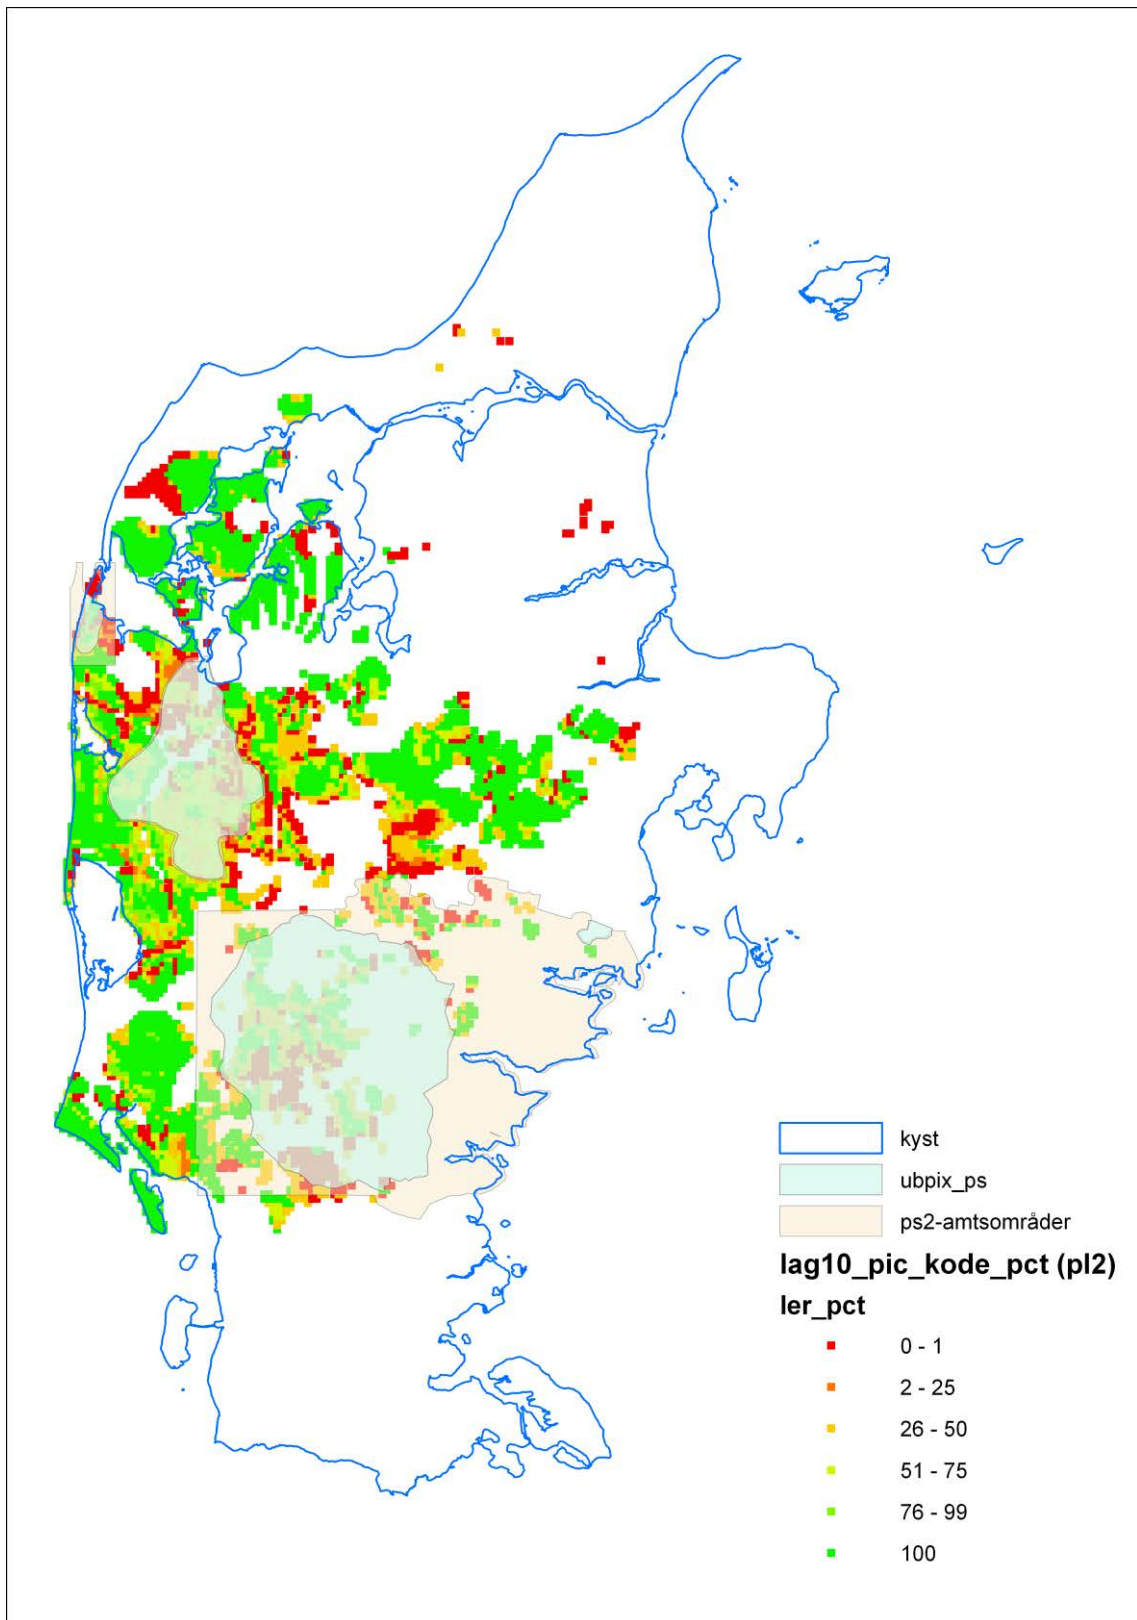 kyst
ubpix_ps
ps2-amtsområder
lag10_pic_kode_pct (pl2)
ler_pct
0 - 1
2 - 25
26 - 50
51 - 75
76 - 99
100